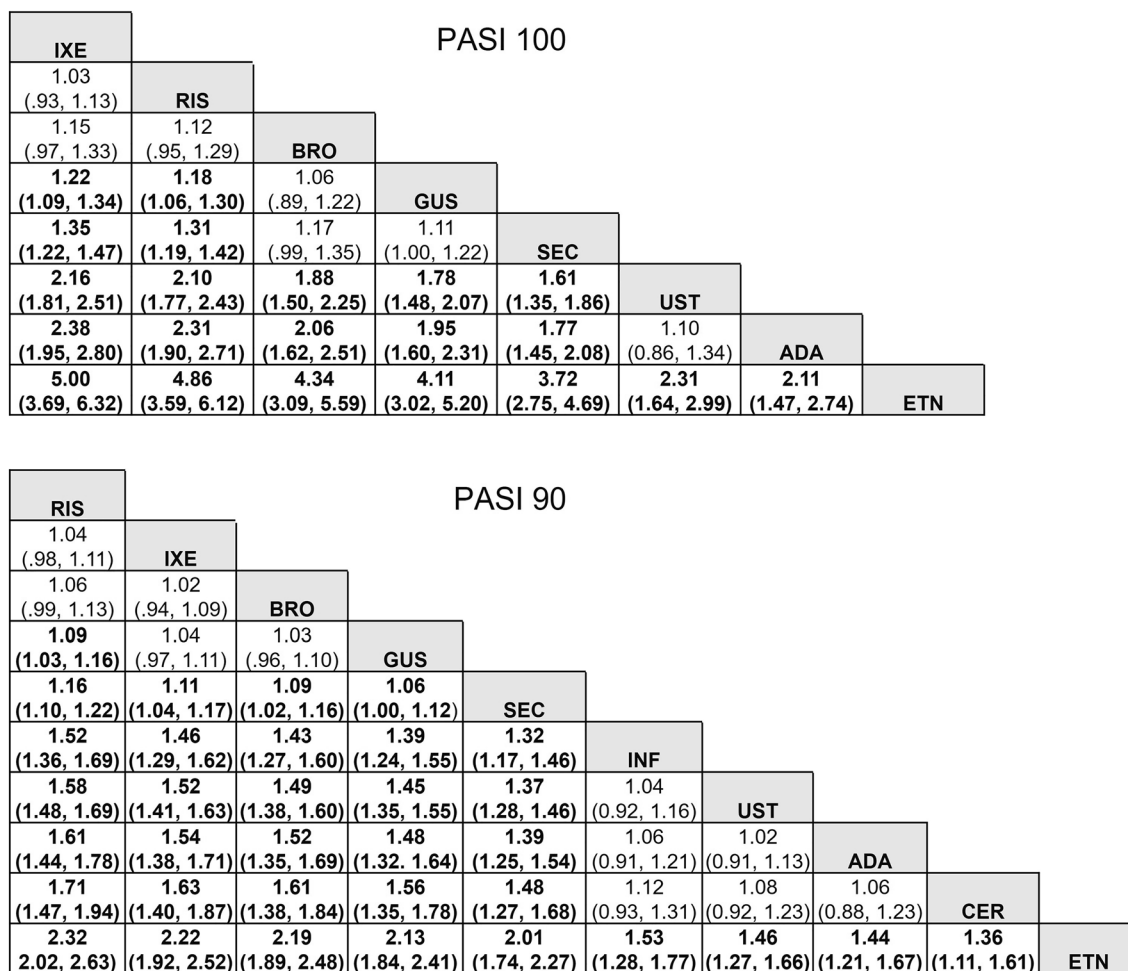 PASI 100
IXE
1.03
(.93, 1.13) RIS
1.15 1.12
(.97, 1.33) (.95, 1.29) BRO
1.22 1.18 1.06
(1.09, 1.34) (1.06, 1.30) (.89, 1.22) GUS
1.35 1.31 1.17 1.11
(1.22, 1.47) (1.19, 1.42) (.99, 1.35) (1.00, 1.22) SEC
2.16 2.10 1.88 1.78 1.61
(1.81, 2.51) (1.77, 2.43) (1.50, 2.25) (1.48, 2.07) (1.35, 1.86) UST
2.38 2.31 2.06 1.95 1.77 1.10
(1.95, 2.80) (1.90, 2.71) (1.62, 2.51) (1.60, 2.31) (1.45, 2.08) (0.86, 1.34) ADA
5.00 4.86 4.34 4.11 3.72 2.31 2.11
(3.69, 6.32) (3.59, 6.12) (3.09, 5.59) (3.02, 5.20) (2.75, 4.69) (1.64, 2.99) (1.47, 2.74) ETN
PASI 90
RIS
1.04
(.98, 1.11) IXE
1.06 1.02
(.99, 1.13) (.94, 1.09) BRO
1.09 1.04 1.03
(1.03, 1.16) (.97, 1.11) (.96, 1.10) GUS
1.16 1.11 1.09 1.06
(1.10, 1.22) (1.04, 1.17) (1.02, 1.16) (1.00, 1.12) SEC
1.52 1.46 1.43 1.39 1.32
(1.36, 1.69) (1.29, 1.62) (1.27, 1.60) (1.24, 1.55) (1.17, 1.46) INF
1.58 1.52 1.49 1.45 1.37 1.04
(1.48, 1.69) (1.41, 1.63) (1.38, 1.60) (1.35, 1.55) (1.28, 1.46) (0.92, 1.16) UST
1.61 1.54 1.52 1.48 1.39 1.06 1.02
(1.44, 1.78) (1.38, 1.71) (1.35, 1.69) (1.32. 1.64) (1.25, 1.54) (0.91, 1.21) (0.91, 1.13) ADA
1.71 1.63 1.61 1.56 1.48 1.12 1.08 1.06
(1.47, 1.94) (1.40, 1.87) (1.38, 1.84) (1.35, 1.78) (1.27, 1.68) (0.93, 1.31) (0.92, 1.23) (0.88, 1.23) CER
2.32 2.22 2.19 2.13 2.01 1.53 1.46 1.44 1.36
2.02, 2.63) (1.92, 2.52) (1.89, 2.48) (1.84, 2.41) (1.74, 2.27) (1.28, 1.77) (1.27, 1.66) (1.21, 1.67) (1.11, 1.61) ETN